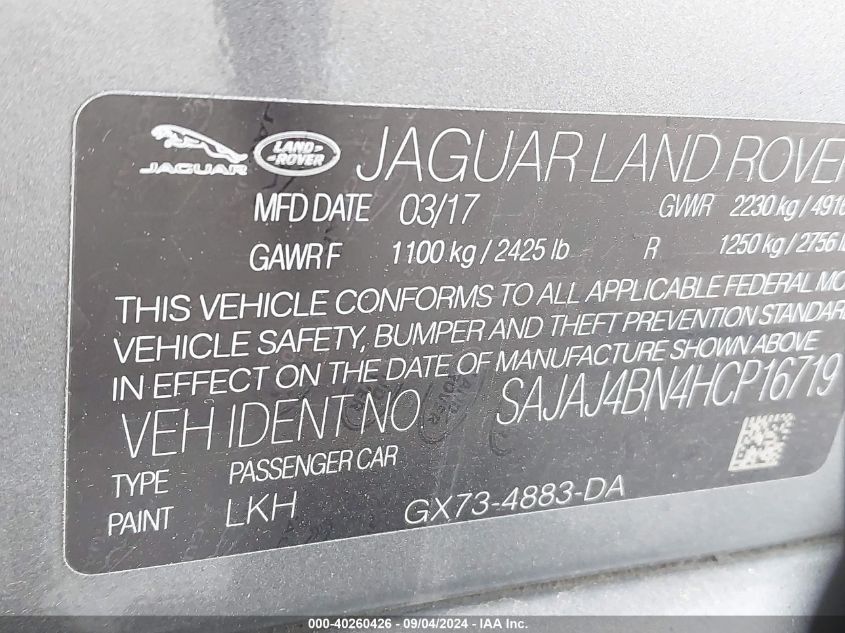 JAGUAR LAND ROVER JAGUAR LAND ROVER
MFD DATE 03/17 GVWR 2230 kg / 4916
GAWR F 1100 kg / 2425 lb R 1250 kg / 2756 lb
THIS VEHICLE CONFORMS TO ALL APPLICABLE FEDERAL MO
VEHICLE SAFETY, BUMPER AND THEFT PREVENTION STANDARD
IN EFFECT ON THE DATE OF MANUFACTURE SHOWN ABOVE
VEH IDENT NO SAJAJ4BN4HCP16719
TYPE PASSENGER CAR
PAINT LKH GX73-4883-DA
000-40260426 - 09/04/2024 - IAAI Inc.